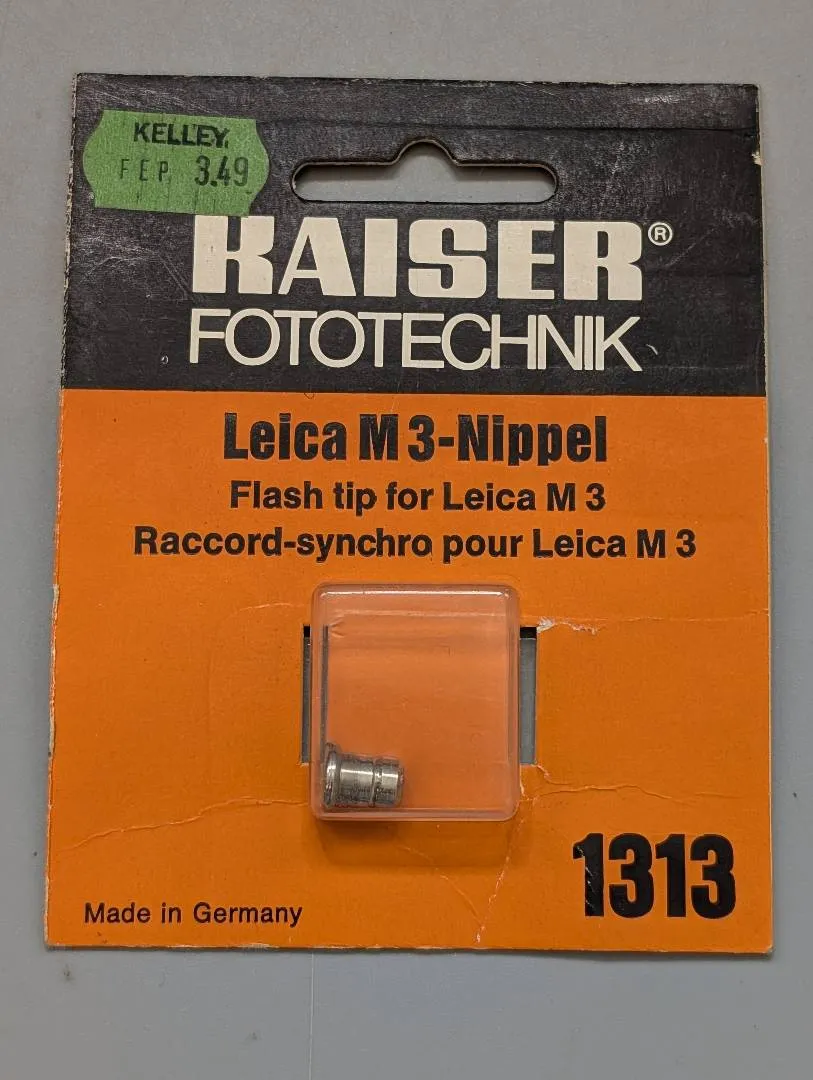 KELLEY
FEP 3.49
KAISER®
FOTOTECHNIK
Leica M 3-Nippel
Flash tip for Leica M 3
Raccord-synchro pour Leica M 3
1313
Made in Germany